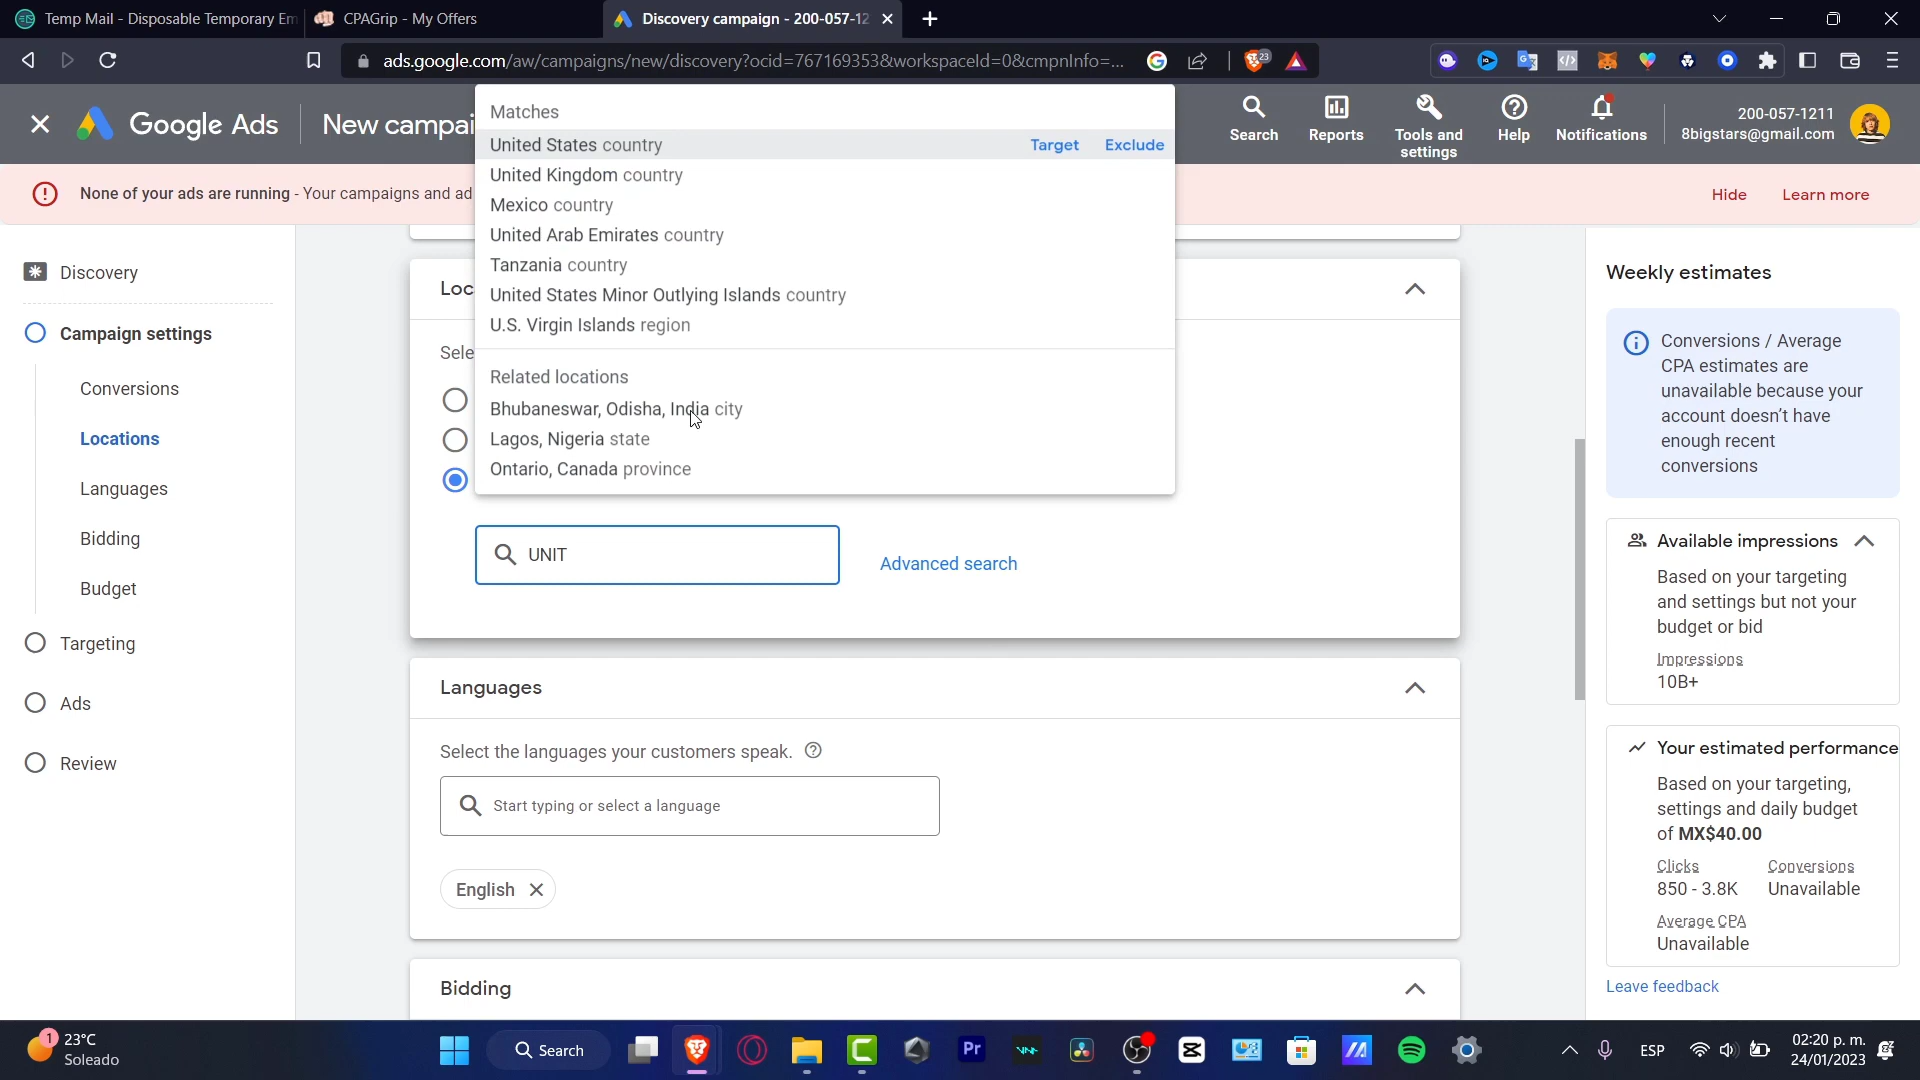 Temp Mail - Disposable Temporary Em
CPAGrip - My Offers
Discovery campaign - 200-057-12
ads.google.com/aw/campaigns/new/discovery?ocid=767169353&workspaceId=0&cmpnInfo=...
23
Google Ads
New campai
Search
Reports
Tools and
settings
Help
Notifications
200-057-1211
8bigstars@gmail.com
None of your ads are running - Your campaigns and ad
Hide
Learn more
Matches
United States country
Target
Exclude
United Kingdom country
Mexico country
United Arab Emirates country
Tanzania country
United States Minor Outlying Islands country
U.S. Virgin Islands region
Related locations
Bhubaneswar, Odisha, India city
Lagos, Nigeria state
Ontario, Canada province
Discovery
Campaign settings
Conversions
Locations
Languages
Bidding
Budget
Targeting
Ads
Review
Loc
Sele
UNIT
Advanced search
Languages
Select the languages your customers speak.
Start typing or select a language
English
Bidding
Weekly estimates
Conversions / Average
CPA estimates are
unavailable because your
account doesn't have
enough recent
conversions
Available impressions
Based on your targeting
and settings but not your
budget or bid
Impressions
10B+
Your estimated performance
Based on your targeting,
settings and daily budget
of MX$40.00
Clicks
Conversions
850 - 3.8K
Unavailable
Average CPA
Unavailable
Leave feedback
1
23°C
Soleado
Search
Pr
ESP
02:20 p. m.
24/01/2023